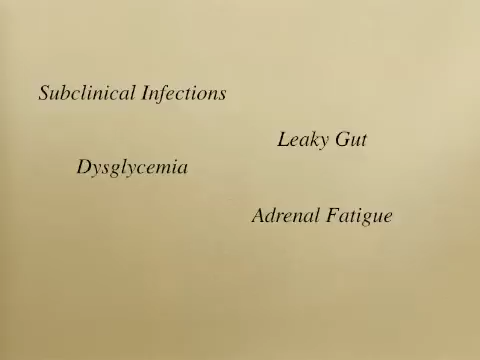 Subclinical Infections
Leaky Gut
Dysglycemia
Adrenal Fatigue